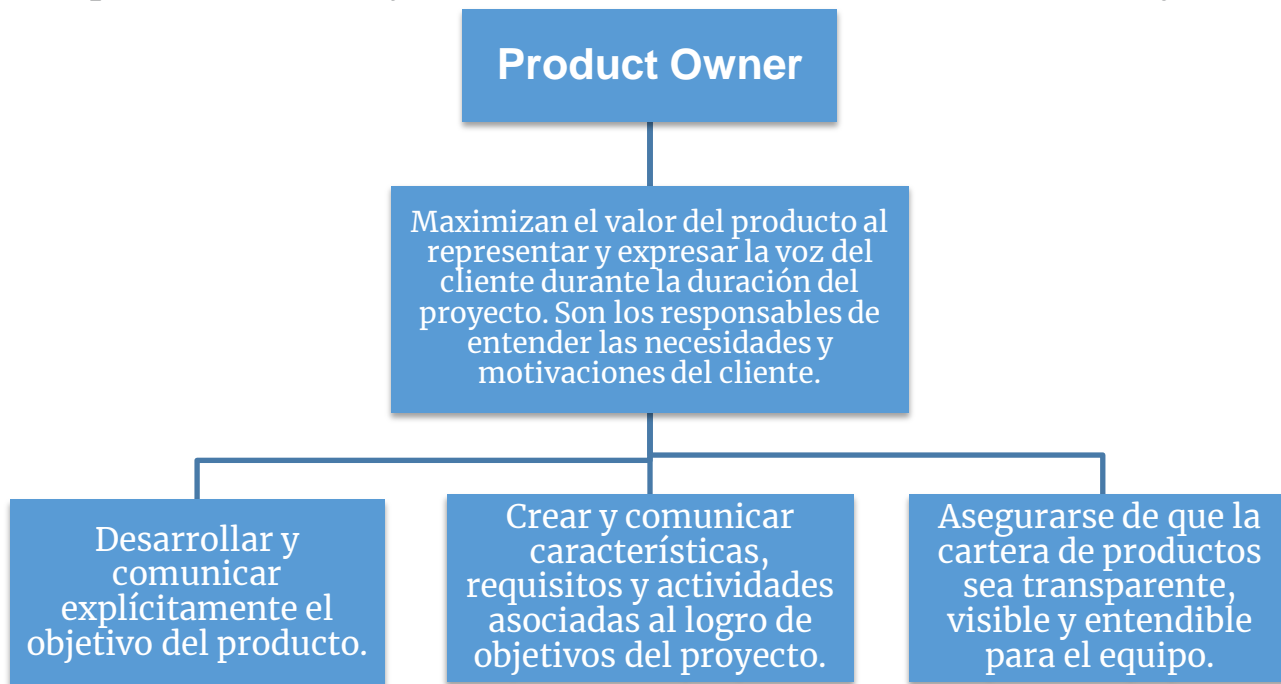 Product Owner
Maximizan el valor del producto al
representar y expresar la voz del
cliente durante la duración del
proyecto. Son los responsables de
entender las necesidades y
motivaciones del cliente.
Desarrollar y
comunicar
explícitamente el
objetivo del producto.
Crear y comunicar
características,
requisitos y actividades
asociadas al logro de
objetivos del proyecto.
Asegurarse de que la
cartera de productos
sea transparente,
visible y entendible
para el equipo.